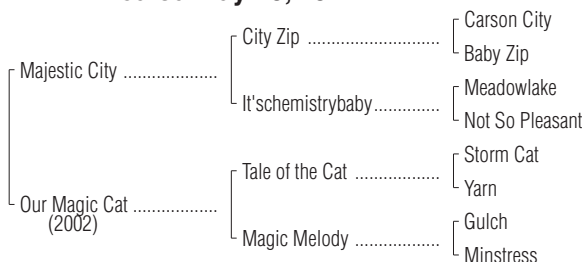 Carson City
City Zip ..............................
Baby Zip
Majestic City ...................
Meadowlake
It'schemistrybaby..............
Not So Pleasant
Storm Cat
Tale of the Cat .................
Yarn
Our Magic Cat .................
(2002)
Gulch
Magic Melody .................
Minstress